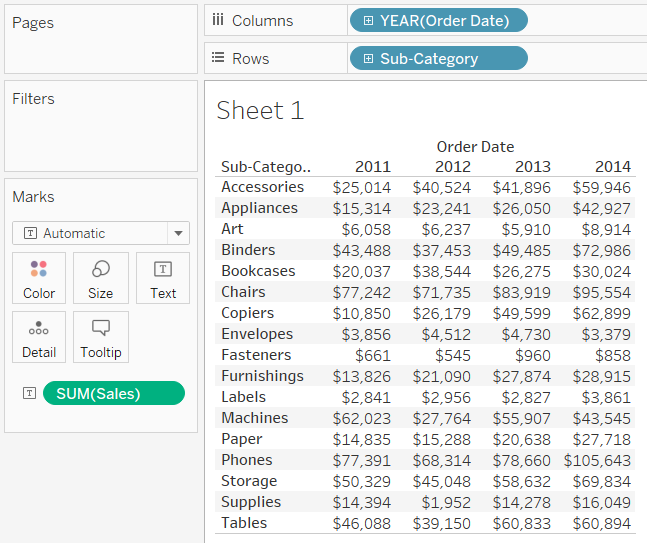 Pages
Columns
YEAR(Order Date)
Rows
Sub-Category
Filters
Marks
T Automatic
Color Size T Text
Detail Tooltip
T SUM(Sales)
Sheet 1
Order Date
Sub-Catego.. 2011 2012 2013 2014
Accessories $25,014 $40,524 $41,896 $59,946
Appliances $15,314 $23,241 $26,050 $42,927
Art $6,058 $6,237 $5,910 $8,914
Binders $43,488 $37,453 $49,485 $72,986
Bookcases $20,037 $38,544 $26,275 $30,024
Chairs $77,242 $71,735 $83,919 $95,554
Copiers $10,850 $26,179 $49,599 $62,899
Envelopes $3,856 $4,512 $4,730 $3,379
Fasteners $661 $545 $960 $858
Furnishings $13,826 $21,090 $27,874 $28,915
Labels $2,841 $2,956 $2,827 $3,861
Machines $62,023 $27,764 $55,907 $43,545
Paper $14,835 $15,288 $20,638 $27,718
Phones $77,391 $68,314 $78,660 $105,643
Storage $50,329 $45,048 $58,632 $69,834
Supplies $14,394 $1,952 $14,278 $16,049
Tables $46,088 $39,150 $60,833 $60,894